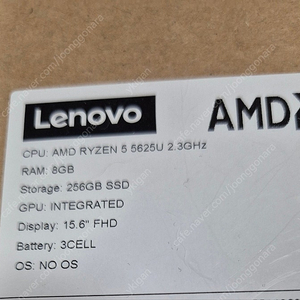 Lenovo
AMD
CPU: AMD RYZEN 5 5625U 2.3GHz
RAM: 8GB
Storage: 256GB SSD
GPU: INTEGRATED
Display: 15.6" FHD
Battery: 3CELL
OS: NO OS